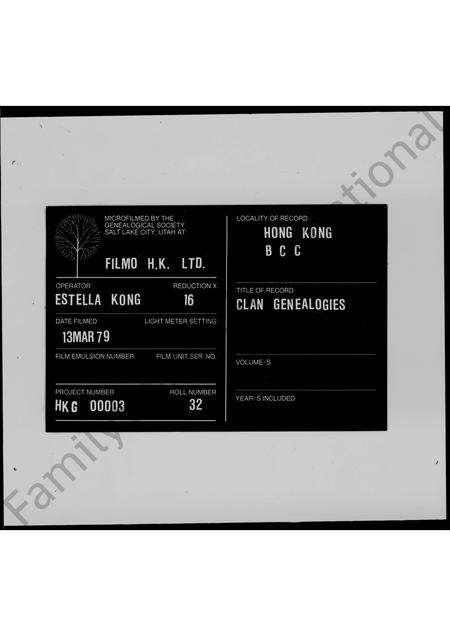 MICROFILMED BY THE
GENEALOGICAL SOCIETY
SALT LAKE CITY, UTAH AT:
FILMO H.K. LTD.
OPERATOR REDUCTION X
ESTELLA KONG 16
DATE FILMED LIGHT METER SETTING
13MAR79
FILM EMULSION NUMBER FILM UNIT SER. NO.
PROJECT NUMBER ROLL NUMBER
HKG 00003 32
LOCALITY OF RECORD
HONG KONG
B C C
TITLE OF RECORD
CLAN GENEALOGIES
VOLUME/S
YEAR/S INCLUDED
Family